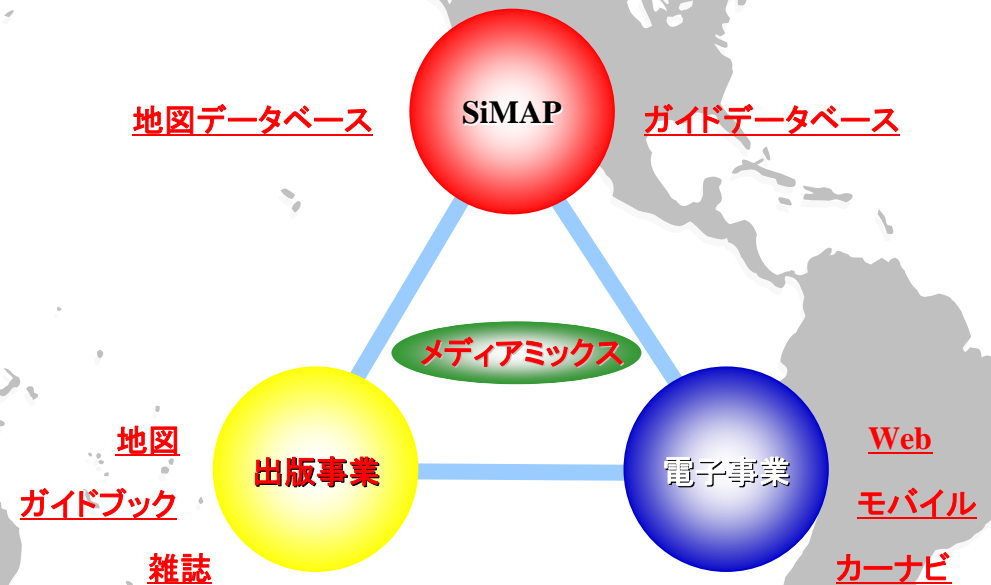 SiMAP
地図データベース
ガイドデータベース
メディアミックス
地図
出版事業
電子事業
Web
ガイドブック
モバイル
雑誌
カーナビ